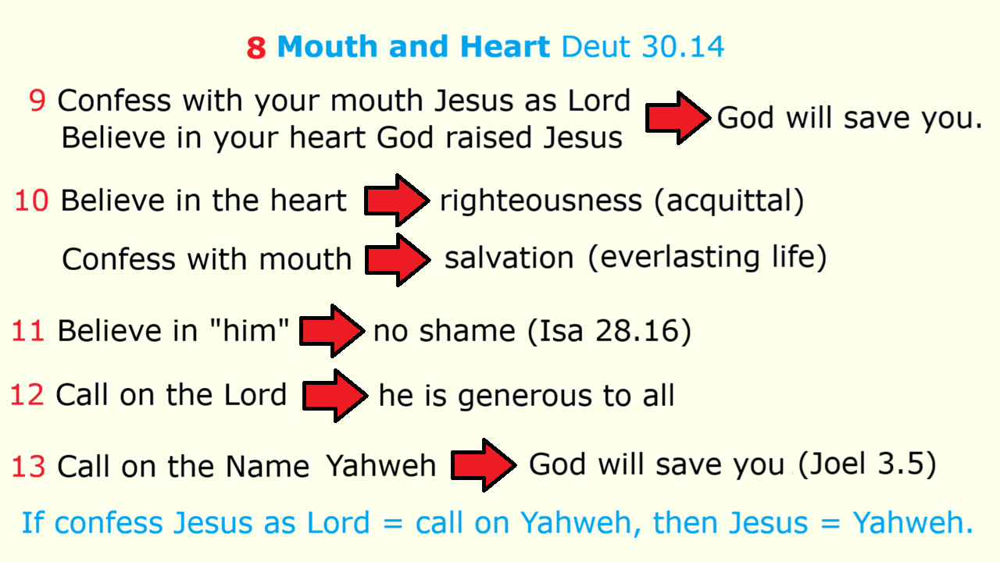 8 Mouth and Heart Deut 30.14
9 Confess with your mouth Jesus as Lord
Believe in your heart God raised Jesus
God will save you.
10 Believe in the heart righteousness (acquittal)
Confess with mouth salvation (everlasting life)
11 Believe in "him" no shame (Isa 28.16)
12 Call on the Lord he is generous to all
13 Call on the Name Yahweh God will save you (Joel 3.5)
If confess Jesus as Lord = call on Yahweh, then Jesus = Yahweh.